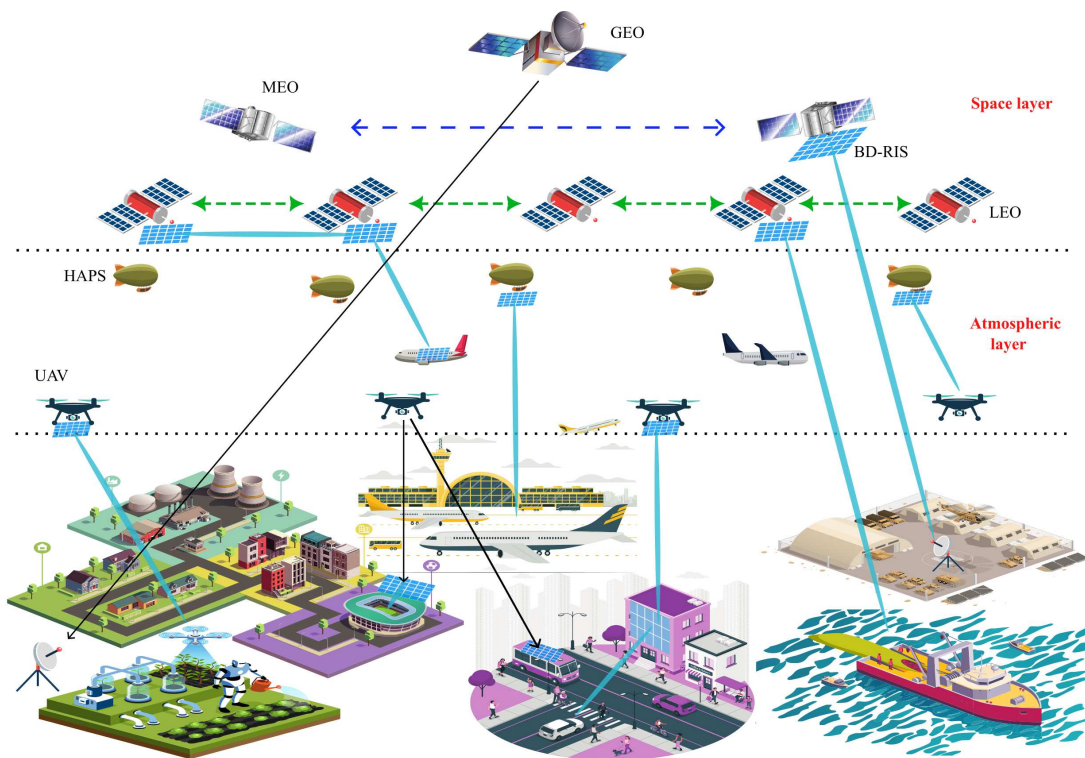 GEO
MEO
Space layer
BD-RIS
LEO
HAPS
Atmospheric
layer
UAV